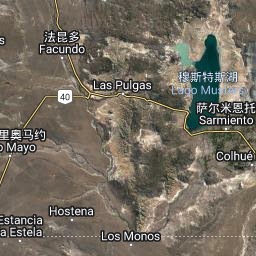 法昆多
Facundo
穆斯特斯湖
Lago Musters
Las Pulgas
40
萨尔米恩托
Sarmiento
里奥马约
o Mayo
Colhué
Hostena
Estancia
a Estela
Los Monos